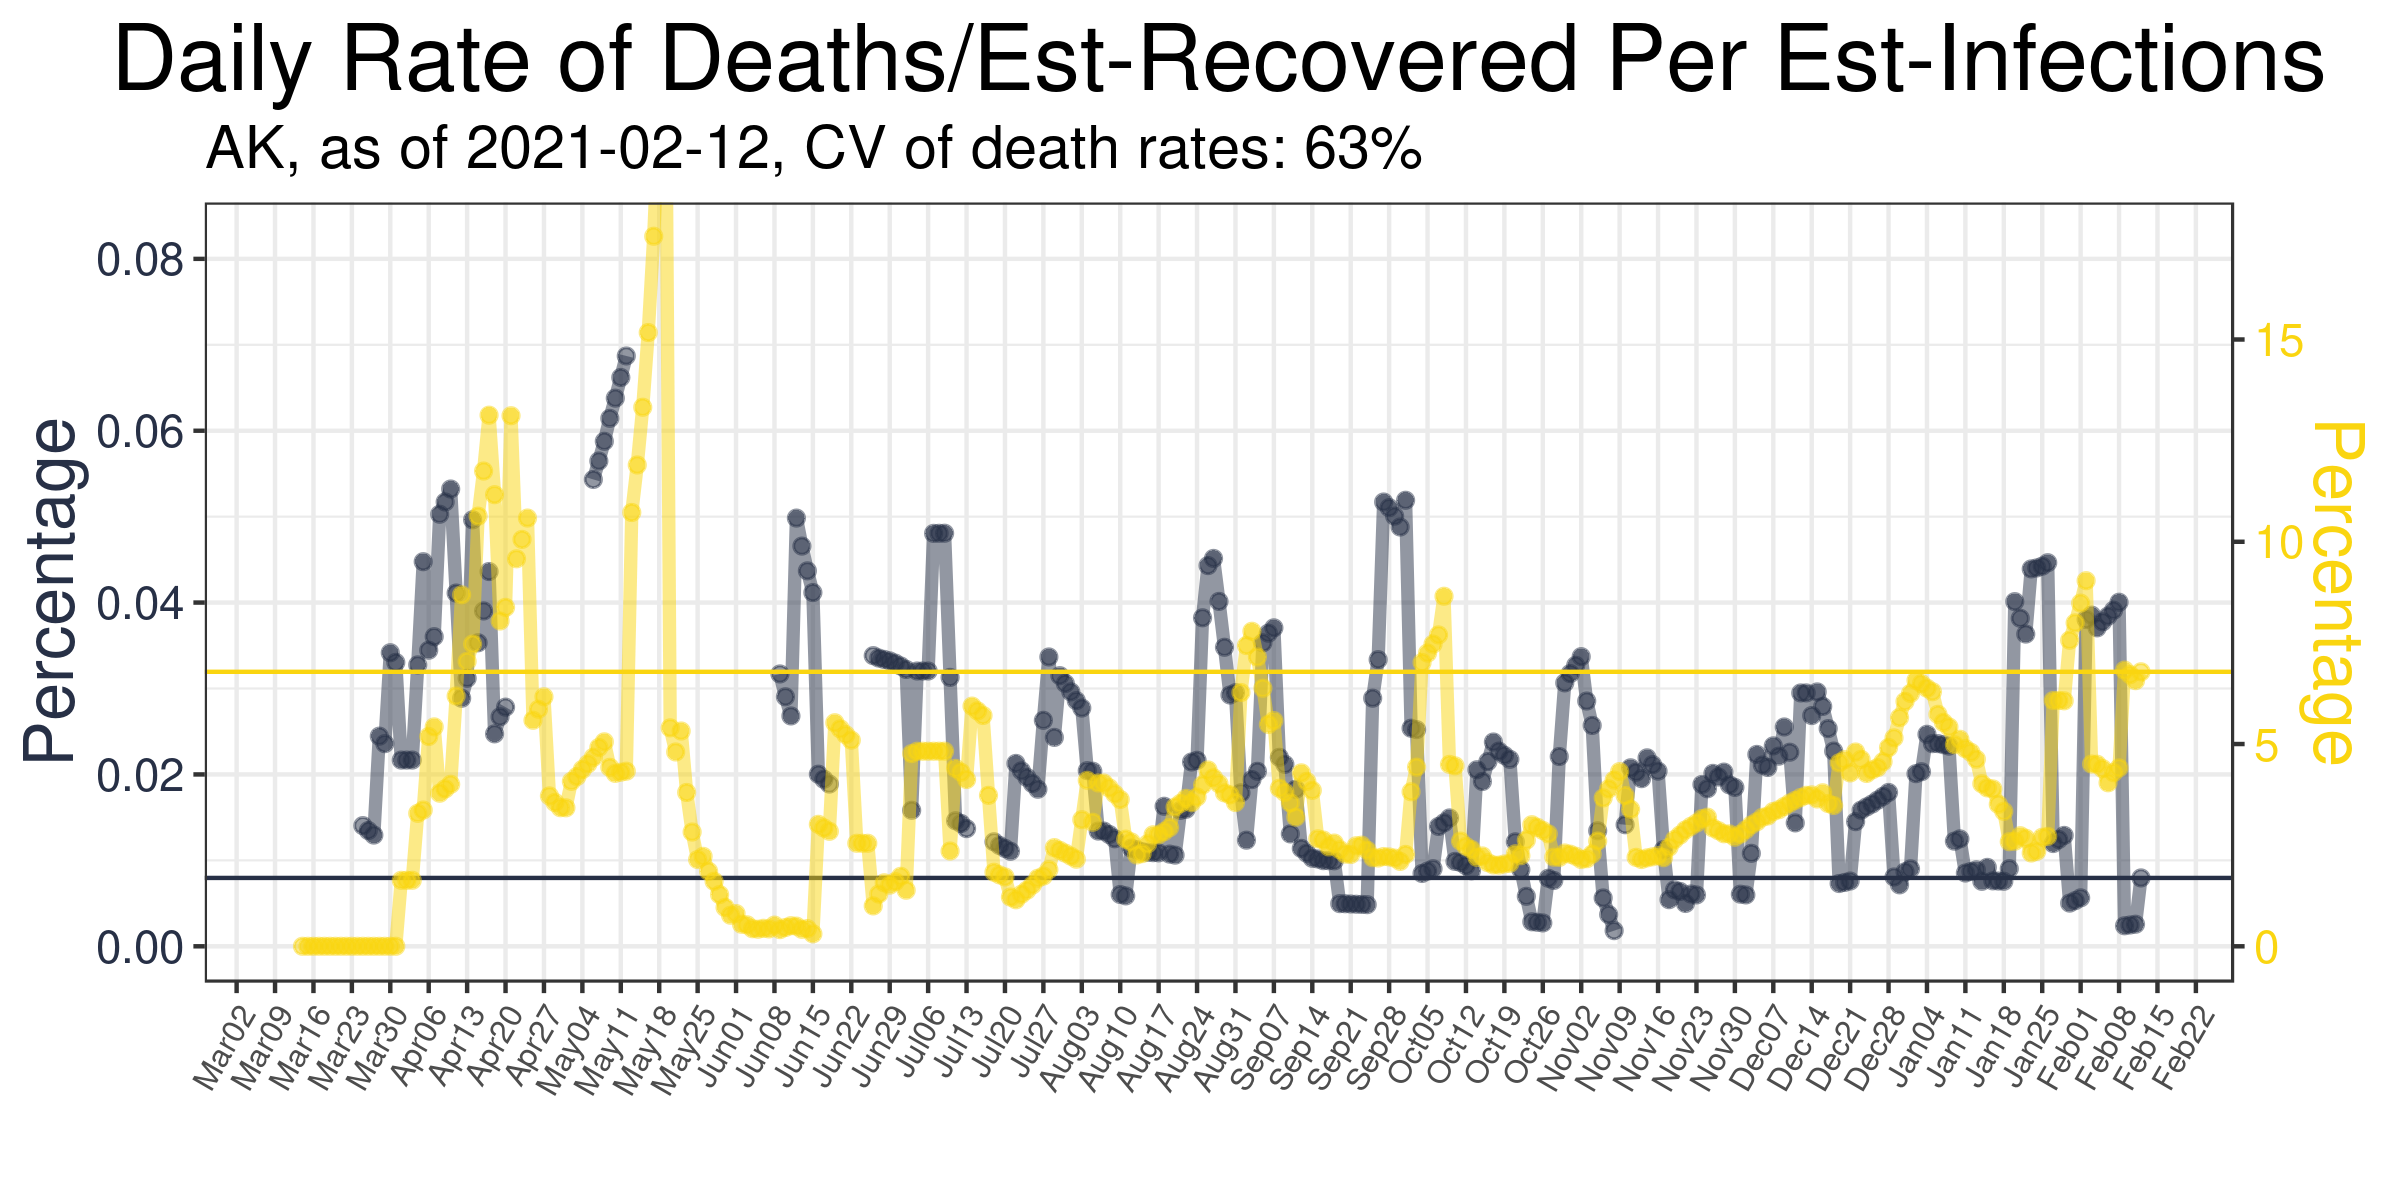 Daily Rate of Deaths/Est-Recovered Per Est-Infections
AK, as of 2021-02-12, CV of death rates: 63%
Percentage
0.08
0.06
0.04
0.02
0.00
15
10
5
0
Percentage
Mar02
Mar09
Mar16
Mar23
Mar30
Apr06
Apr13
Apr20
Apr27
May04
May11
May18
May25
Jun01
Jun08
Jun15
Jun22
Jun29
Jul06
Jul13
Jul20
Jul27
Aug03
Aug10
Aug17
Aug24
Aug31
Sep07
Sep14
Sep21
Sep28
Oct05
Oct12
Oct19
Oct26
Nov02
Nov09
Nov16
Nov23
Nov30
Dec07
Dec14
Dec21
Dec28
Jan04
Jan11
Jan18
Jan25
Feb01
Feb08
Feb15
Feb22